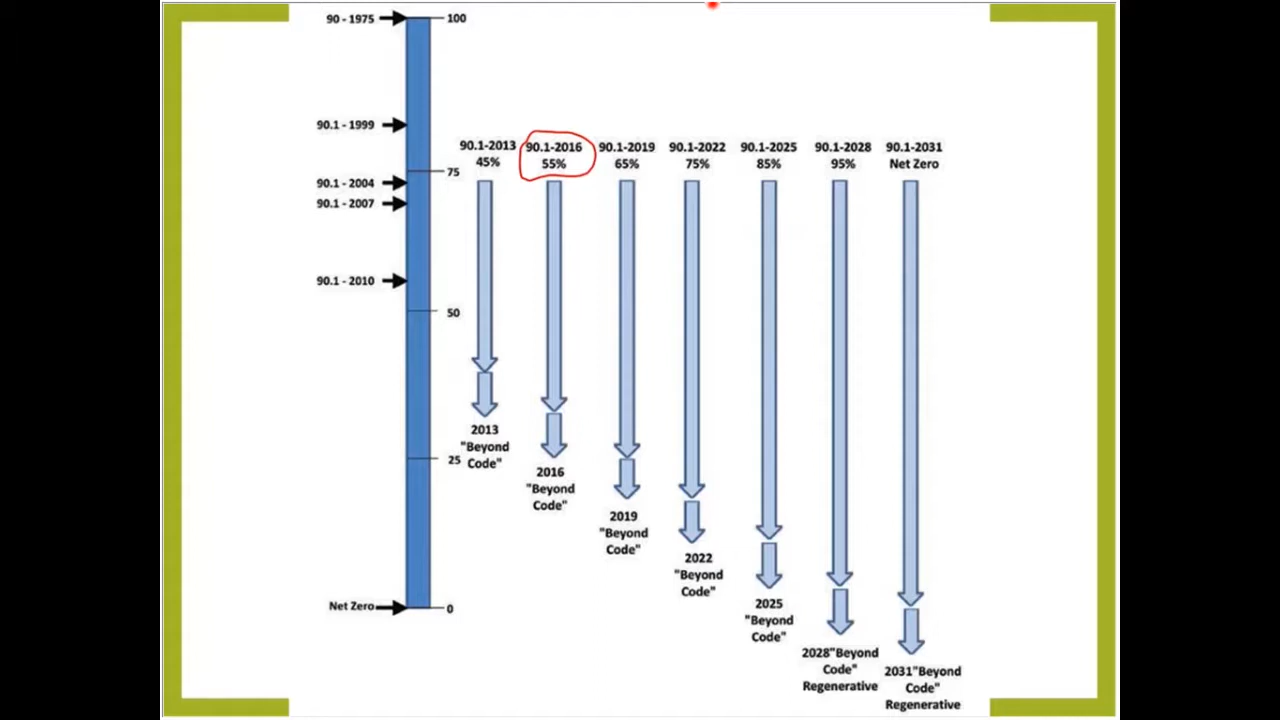 90 - 1975
100
90.1 - 1999
90.1-2013
45%
90.1-2016
55%
90.1-2019
65%
90.1-2022
75%
90.1-2025
85%
90.1-2028
95%
90.1-2031
Net Zero
75
90.1 - 2004
90.1 - 2007
90.1 - 2010
50
2013
"Beyond
Code"
25
2016
"Beyond
Code"
2019
"Beyond
Code"
2022
"Beyond
Code"
2025
"Beyond
Code"
Net Zero
0
2028"Beyond
Code"
Regenerative
2031"Beyond
Code"
Regenerative